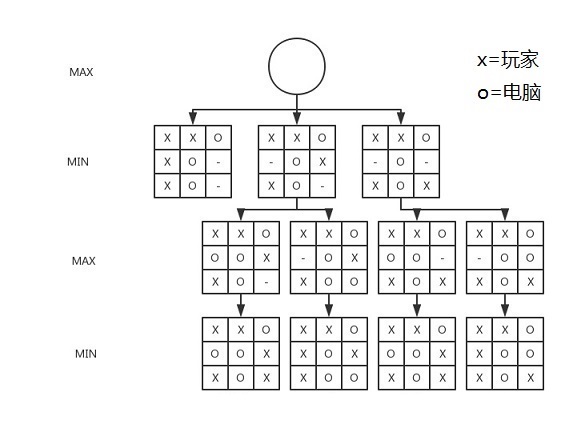 x=玩家
o=电脑
MAX
MIN
X X O X X O X X O
X O - - O X - O -
X O - X O - X O X
MAX
X X O X X O X X O X X O
O O X - O X O O - - O O
X O - X O O X O X X O X
MIN
X X O X X O X X O X X O
O O X X O X O O X X O O
X O X X O O X O X X O X